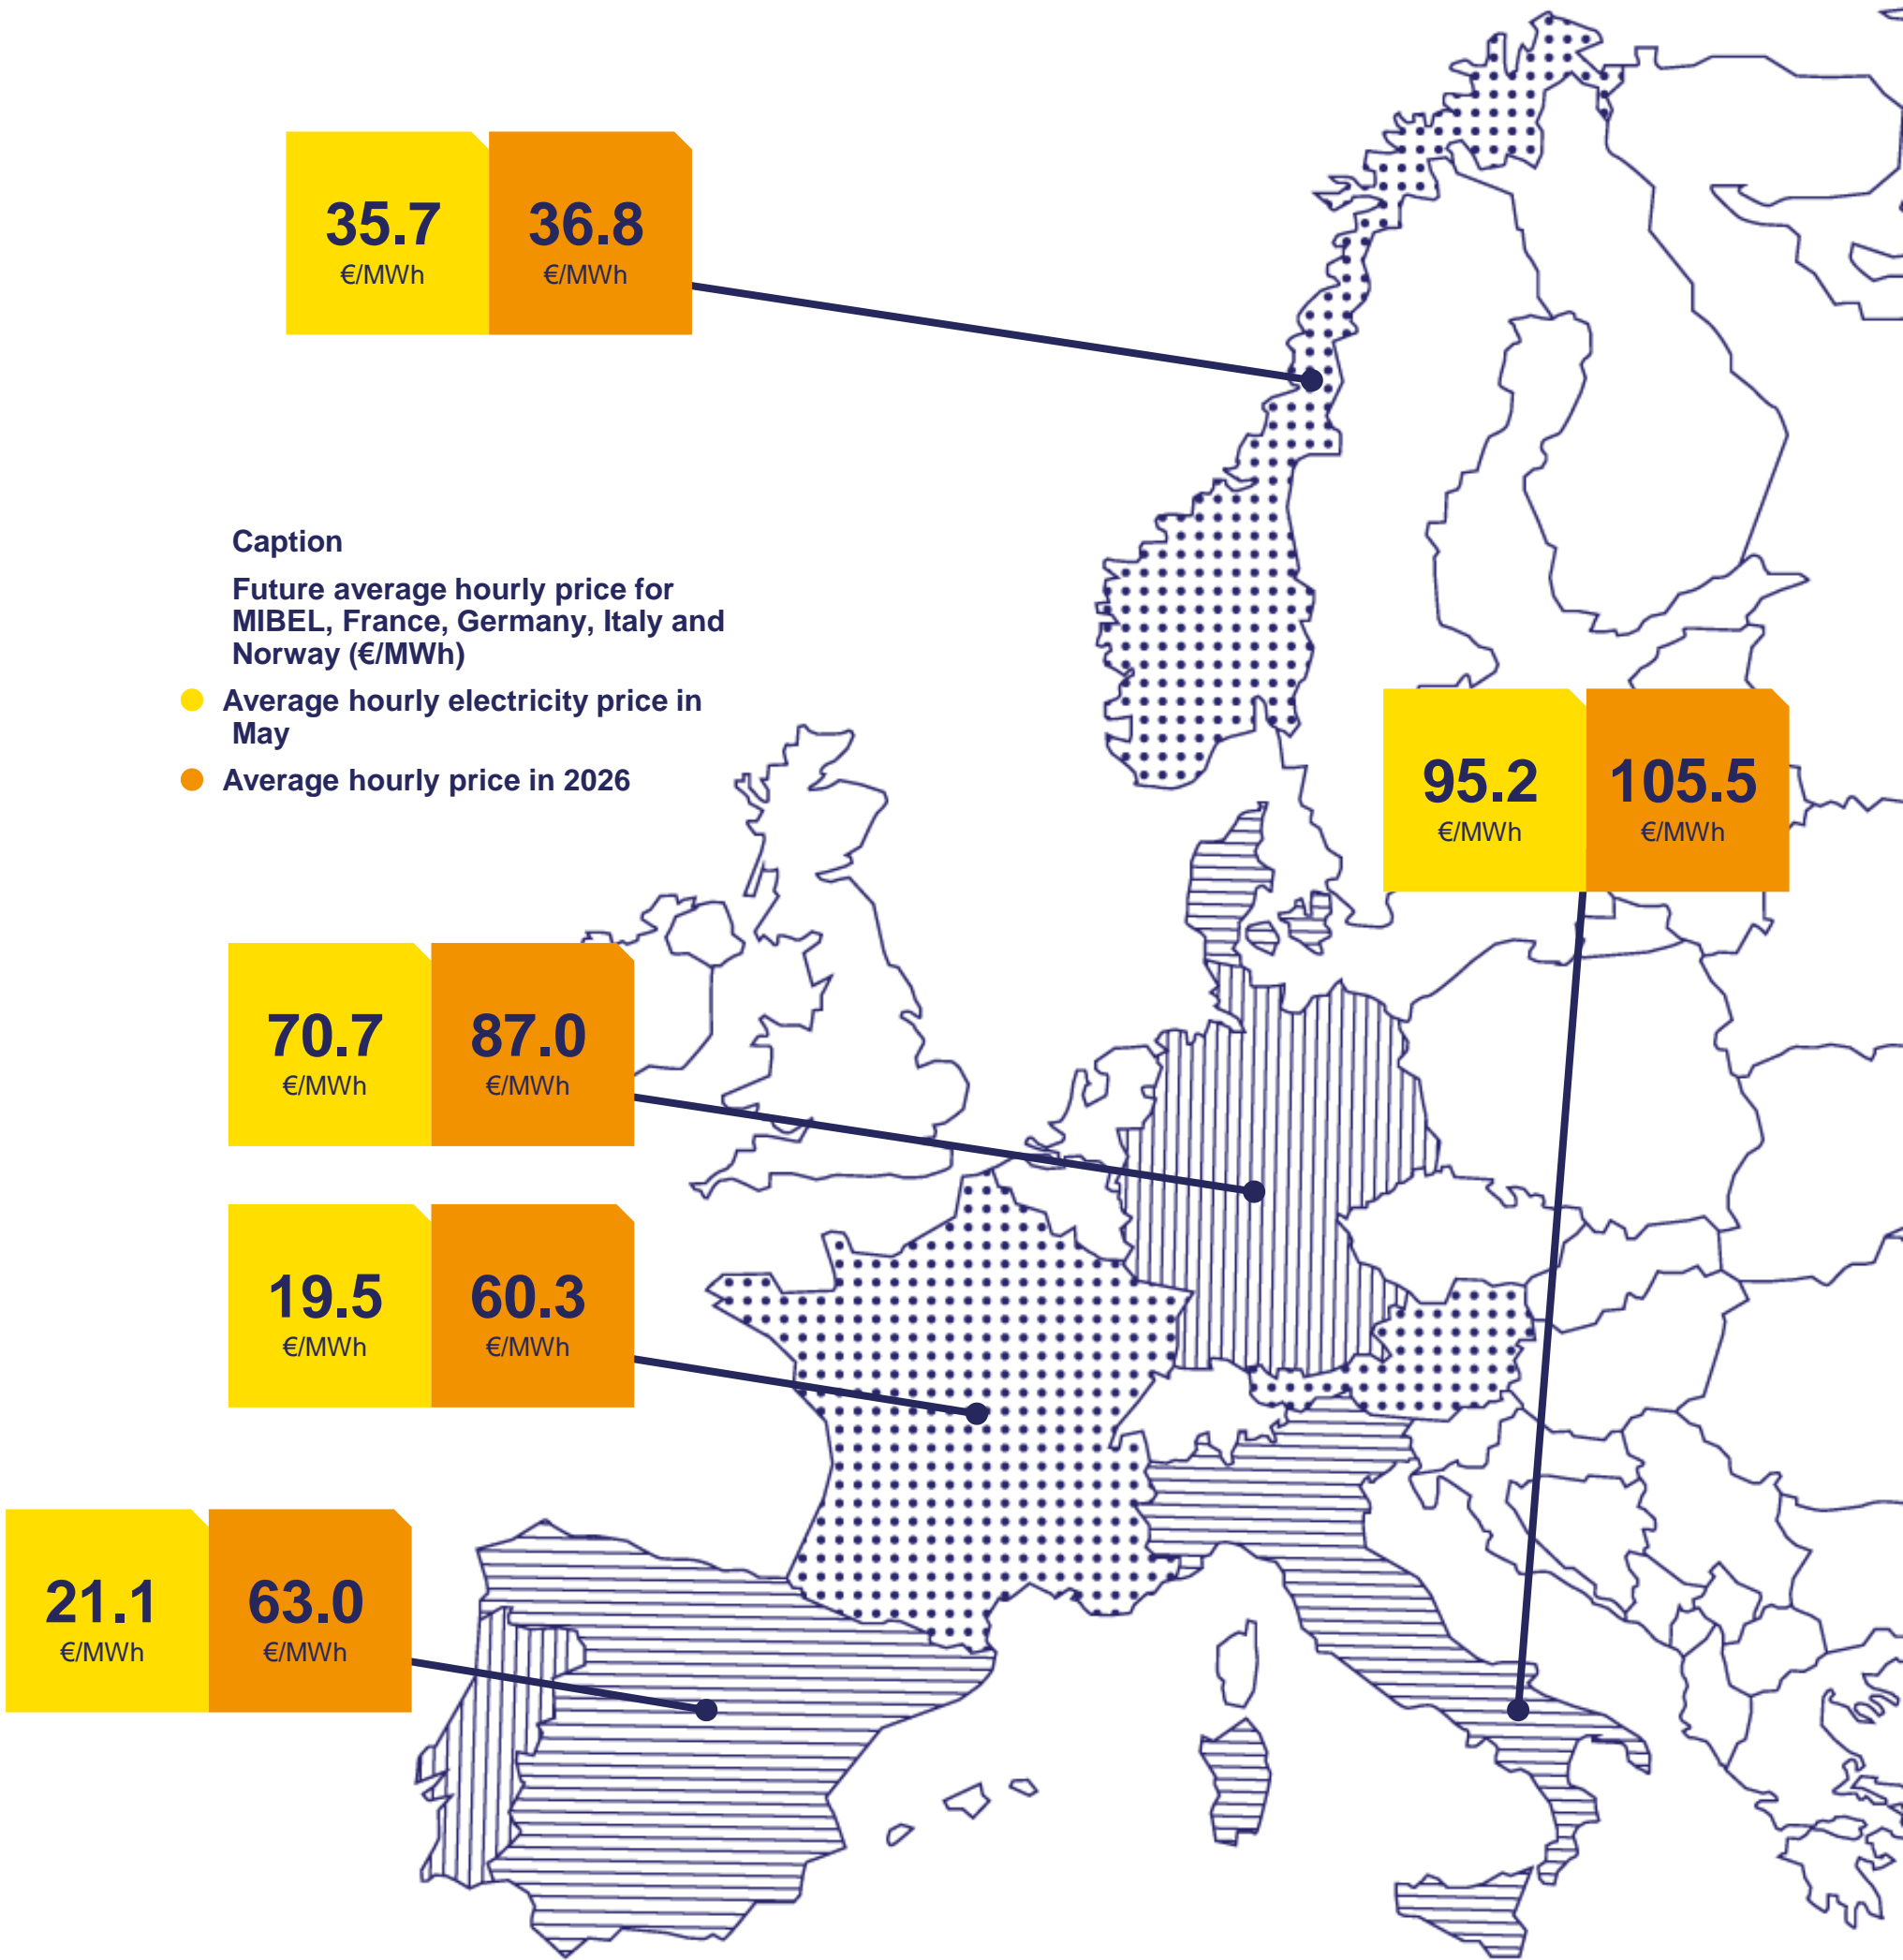 35.7
€/MWh
36.8
€/MWh
Caption
Future average hourly price for
MIBEL, France, Germany, Italy and
Norway (€/MWh)
Average hourly electricity price in
May
Average hourly price in 2026
95.2
€/MWh
105.5
€/MWh
70.7
€/MWh
87.0
€/MWh
19.5
€/MWh
60.3
€/MWh
21.1
€/MWh
63.0
€/MWh